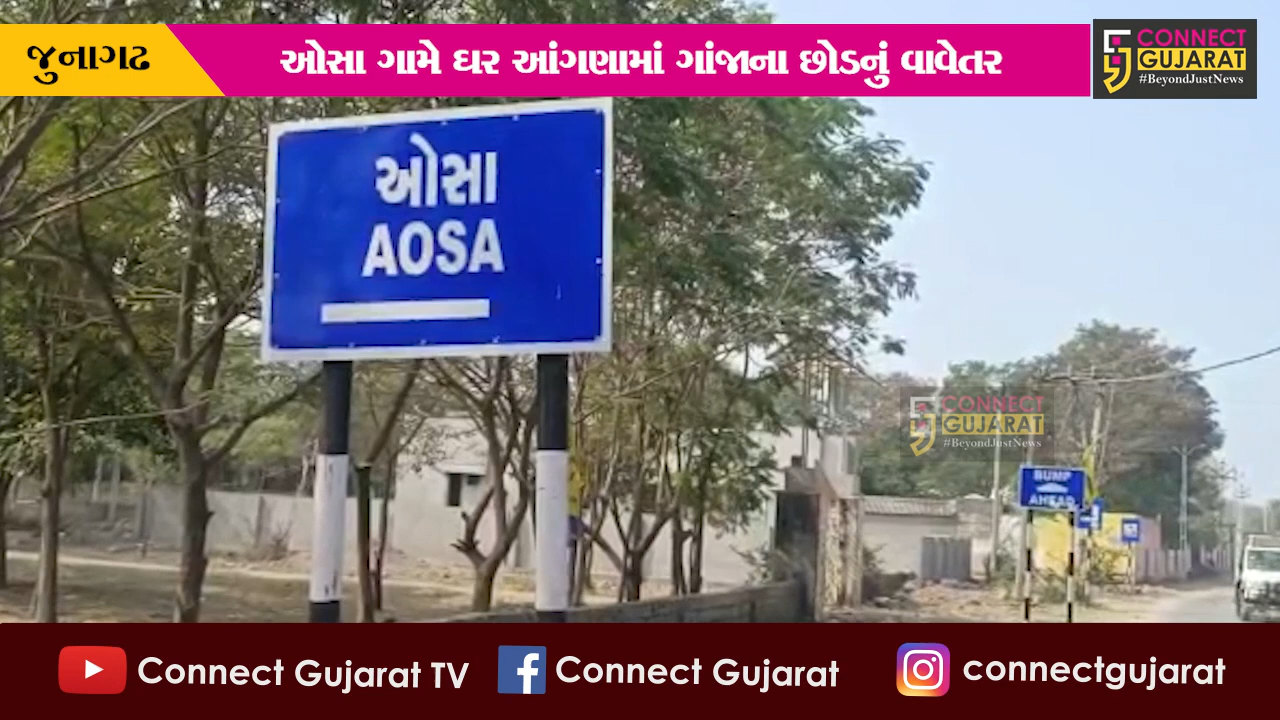 જુનાગઢ
ઓસા ગામે ઘર આંગણામાં ગાંજાના છોડનું વાવેતર
CONNECT
GUJARAT
#BeyondJustNews
ઓસા
AOSA
CONNECT
GUJARAT
#BeyondJustNews
BUMP
AHEAD
Connect Gujarat TV
Connect Gujarat
connectgujarat